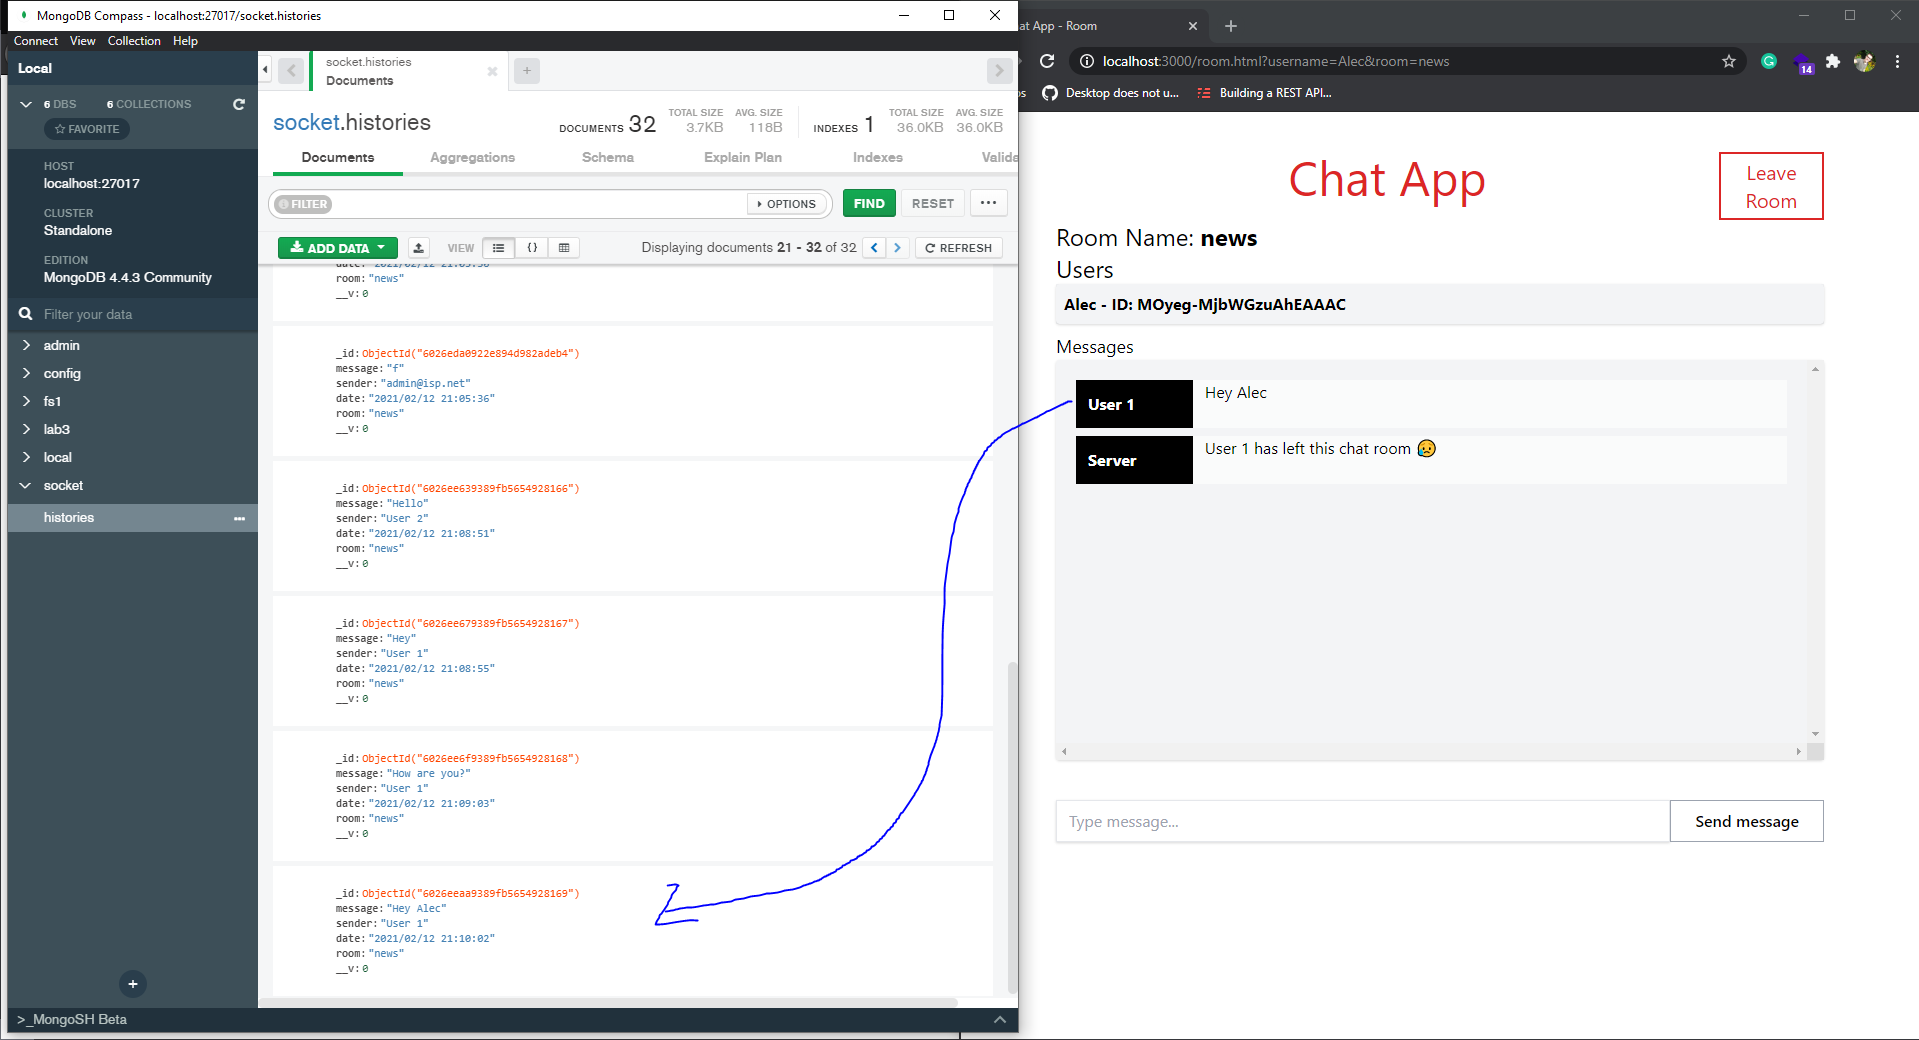 MongoDB Compass - localhost:27017/socket.histories
Connect View Collection Help
Local
6 DBS 6 COLLECTIONS
FAVORITE
HOST
localhost:27017
CLUSTER
Standalone
EDITION
MongoDB 4.4.3 Community
Filter your data
admin
config
fs1
lab3
local
socket
histories
>_MongoSH Beta
socket.histories
Documents
socket.histories
DOCUMENTS 32
TOTAL SIZE 3.7KB
AVG. SIZE 118B
INDEXES 1
TOTAL SIZE 36.0KB
AVG. SIZE 36.0KB
Documents Aggregations Schema Explain Plan Indexes Valida
FILTER OPTIONS FIND RESET
ADD DATA VIEW Displaying documents 21 - 32 of 32 REFRESH
date: "2021/02/12 21:05:36"
room: "news"
__v: 0
_id: ObjectId("6026eda0922e894d982adeb4")
message: "f"
sender: "admin@isp.net"
date: "2021/02/12 21:05:36"
room: "news"
__v: 0
_id: ObjectId("6026ee639389fb5654928166")
message: "Hello"
sender: "User 2"
date: "2021/02/12 21:08:51"
room: "news"
__v: 0
_id: ObjectId("6026ee679389fb5654928167")
message: "Hey"
sender: "User 1"
date: "2021/02/12 21:08:55"
room: "news"
__v: 0
_id: ObjectId("6026ee6f9389fb5654928168")
message: "How are you?"
sender: "User 1"
date: "2021/02/12 21:09:03"
room: "news"
__v: 0
_id: ObjectId("6026eeaa9389fb5654928169")
message: "Hey Alec"
sender: "User 1"
date: "2021/02/12 21:10:02"
room: "news"
__v: 0
hat App - Room
localhost:3000/room.html?username=Alec&room=news
14
os Desktop does not u... Building a REST API...
Chat App
Leave
Room
Room Name: news
Users
Alec - ID: MOyeg-MjbWGzuAhEAAAC
Messages
User 1 Hey Alec
Server User 1 has left this chat room 😥
Type message...
Send message